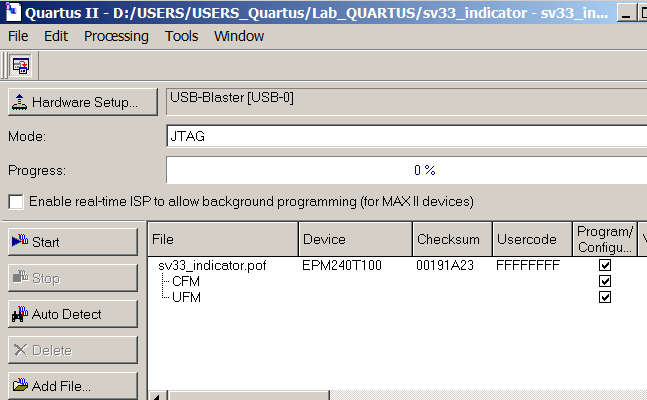 Quartus II - D:/USERS/USERS_Quartus/Lab_QUARTUS/sv33_indicator - sv33_in...
File Edit Processing Tools Window
Hardware Setup... USB-Blaster [USB-0]
Mode: JTAG
Progress: 0 %
Enable real-time ISP to allow background programming (for MAX II devices)
Start
Stop
Auto Detect
Delete
Add File...
File Device Checksum Usercode Program/
Configu...
sv33_indicator.pof EPM240T100 00191A23 FFFFFFFF
CFM
UFM